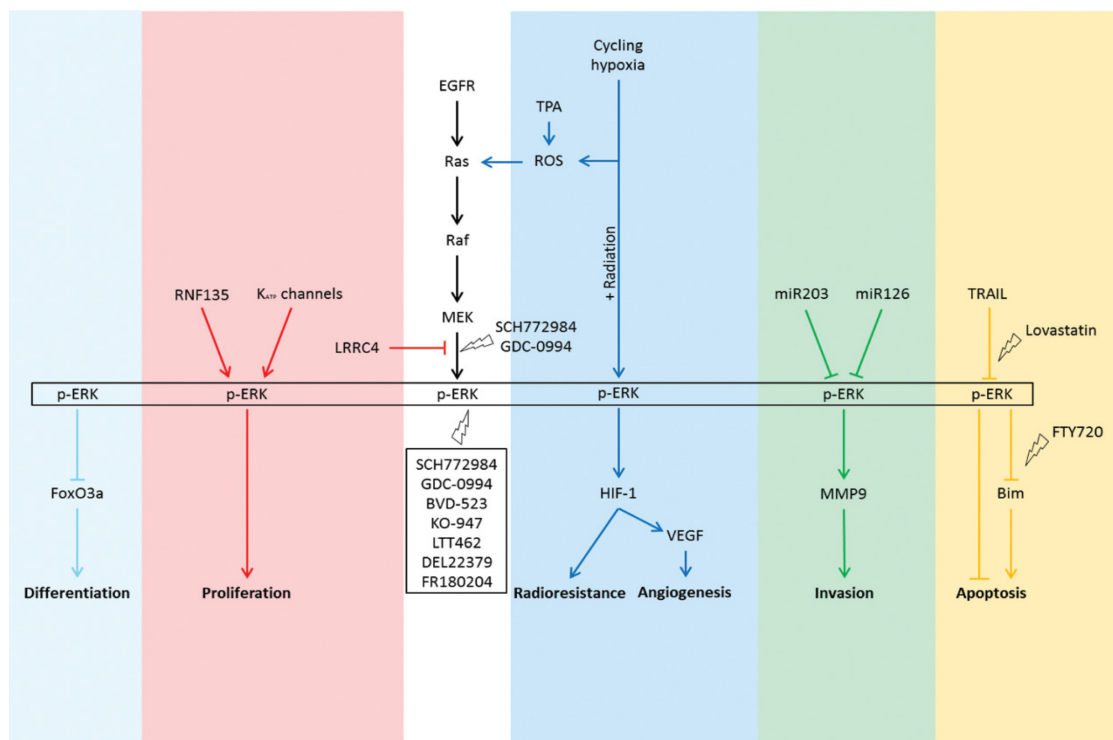 Cycling
hypoxia
EGFR
TPA
Ras
ROS
Raf
+ Radiation
RNF135
KATP channels
miR203
miR126
TRAIL
MEK
SCH772984
GDC-0994
Lovastatin
LRRC4
p-ERK
p-ERK
p-ERK
p-ERK
p-ERK
p-ERK
FTY720
SCH772984
GDC-0994
BVD-523
KO-947
LTT462
DEL22379
FR180204
FoxO3a
HIF-1
MMP9
Bim
VEGF
Differentiation
Proliferation
Radioresistance
Angiogenesis
Invasion
Apoptosis